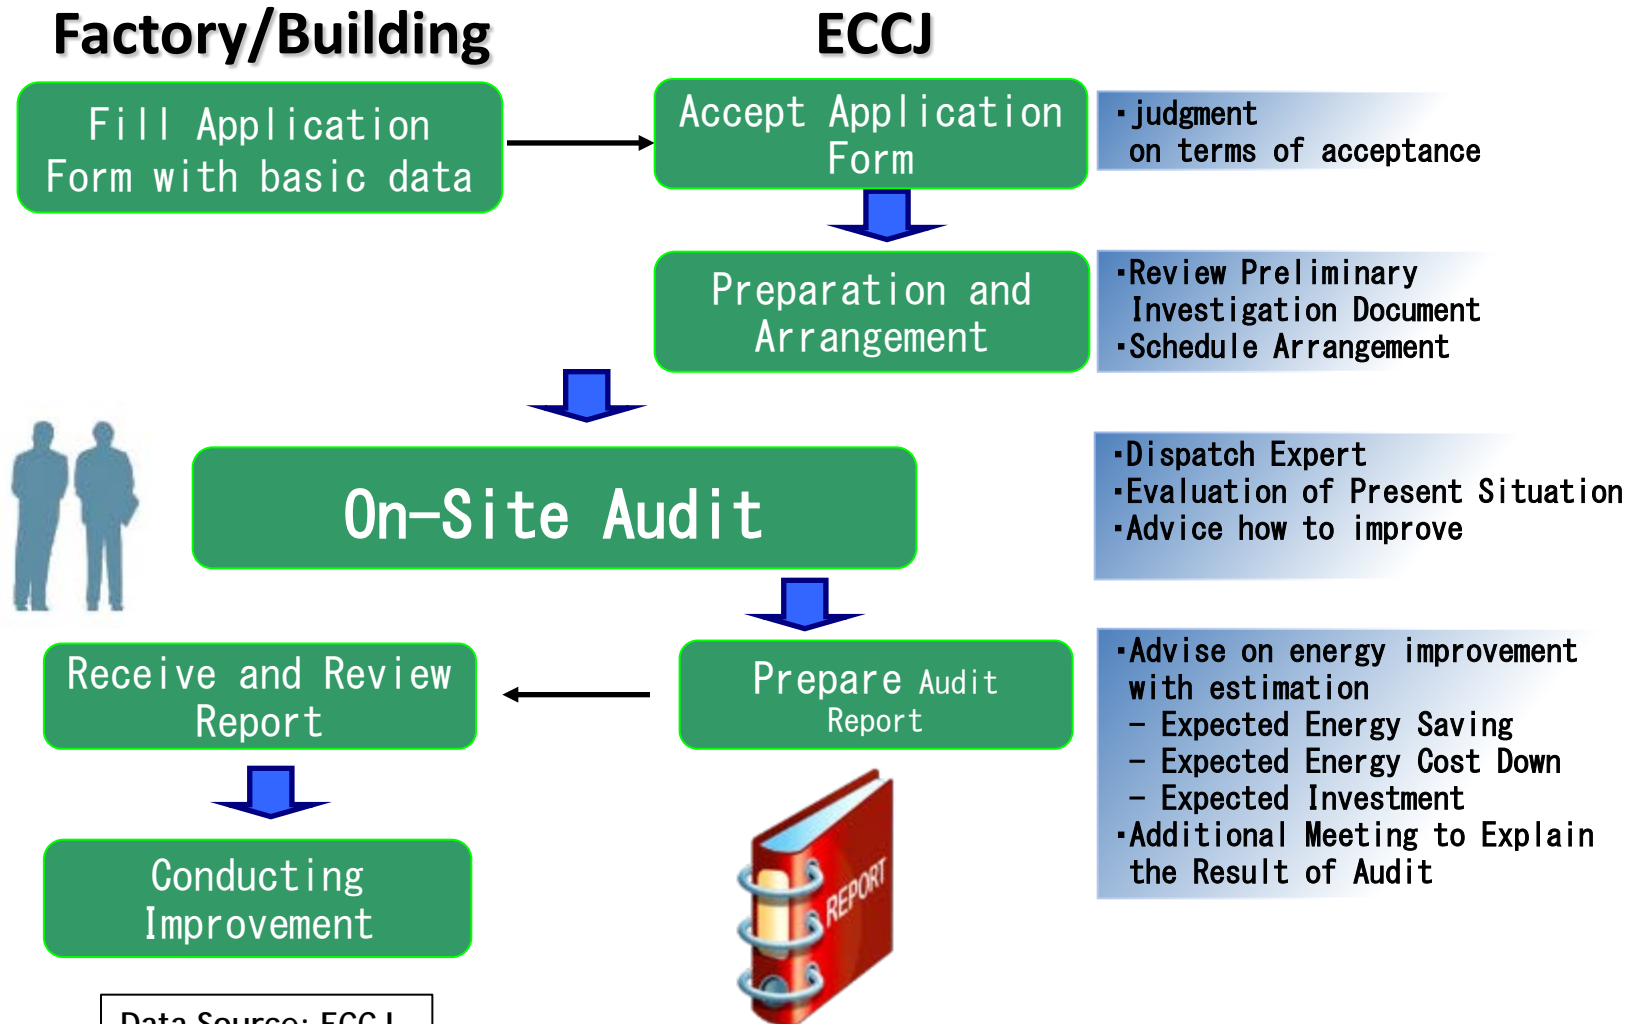 Factory/Building
ECCJ
Fill Application
Form with basic data
Accept Application
Form
・judgment
on terms of acceptance
Preparation and
Arrangement
・Review Preliminary
Investigation Document
・Schedule Arrangement
On-Site Audit
・Dispatch Expert
・Evaluation of Present Situation
・Advice how to improve
Receive and Review
Report
Prepare Audit
Report
・Advise on energy improvement
with estimation
– Expected Energy Saving
– Expected Energy Cost Down
– Expected Investment
・Additional Meeting to Explain
the Result of Audit
Conducting
Improvement
REPORT
Data Source: ECCJ